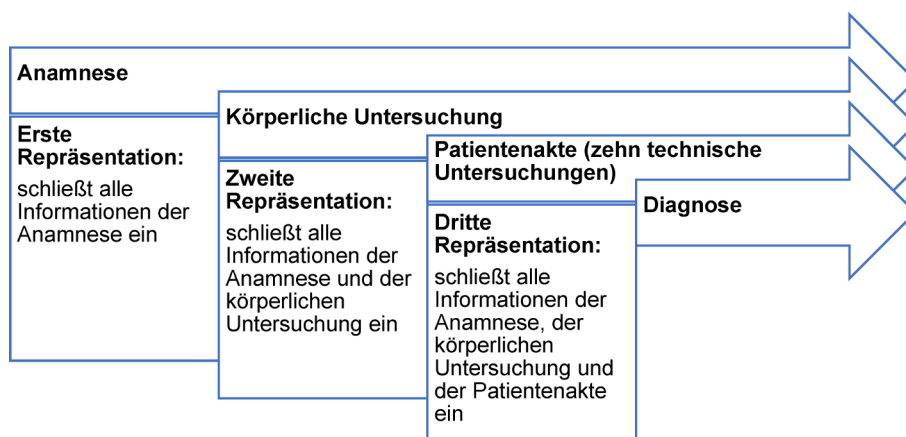 Anamnese
Erste
Repräsentation:
schließt alle
Informationen der
Anamnese ein
Körperliche Untersuchung
Zweite
Repräsentation:
schließt alle
Informationen der
Anamnese und der
körperlichen
Untersuchung ein
Patientenakte (zehn technische
Untersuchungen)
Dritte
Repräsentation:
schließt alle
Informationen der
Anamnese, der
körperlichen
Untersuchung und
der Patientenakte
ein
Diagnose